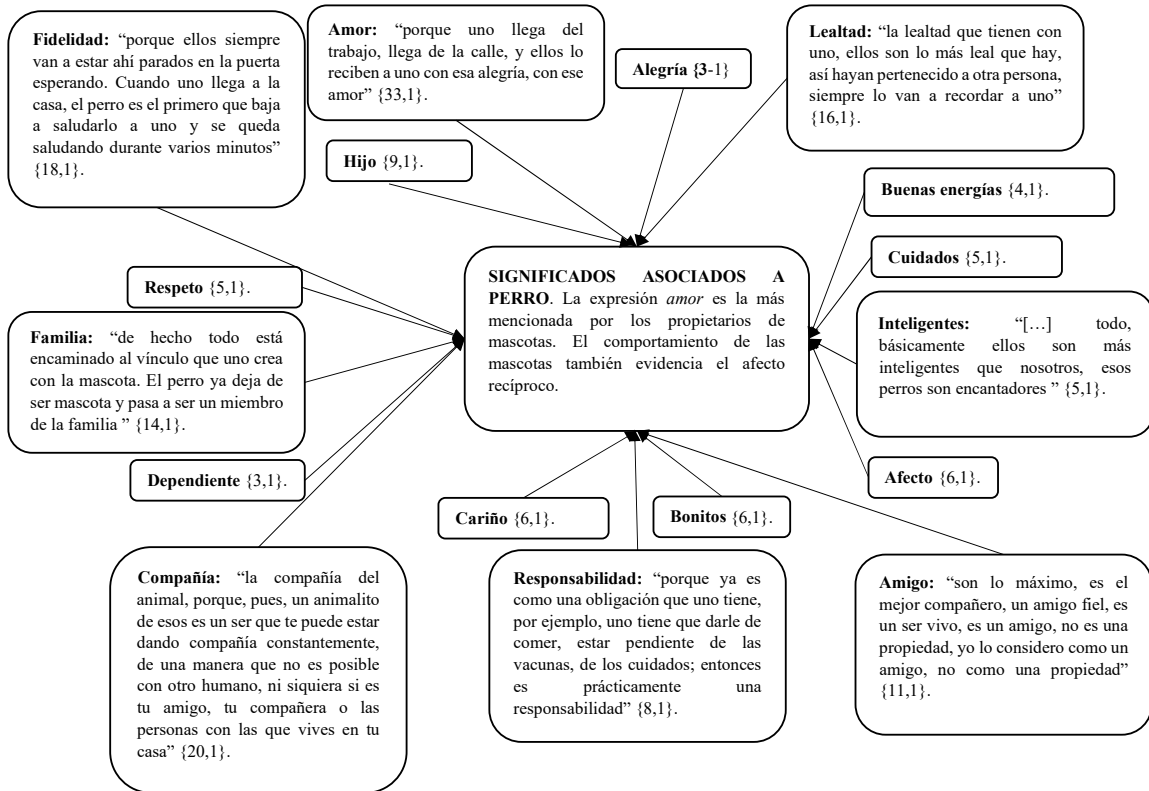 Fidelidad: “porque ellos siempre
van a estar ahí parados en la puerta
esperando. Cuando uno llega a la
casa, el perro es el primero que baja
a saludarlo a uno y se queda
saludando durante varios minutos”
{18,1}.
Amor: “porque uno llega del
trabajo, llega de la calle, y ellos lo
reciben a uno con esa alegría, con ese
amor” {33,1}.
Alegría {3-1}
Lealtad: “la lealtad que tienen con
uno, ellos son lo más leal que hay,
así hayan pertenecido a otra persona,
siempre lo van a recordar a uno”
{16,1}.
Hijo {9,1}.
Buenas energías {4,1}.
Cuidados {5,1}.
Respeto {5,1}.
SIGNIFICADOS ASOCIADOS A
PERRO. La expresión amor es la más
mencionada por los propietarios de
mascotas. El comportamiento de las
mascotas también evidencia el afecto
recíproco.
Familia: “de hecho todo está
encaminado al vínculo que uno crea
con la mascota. El perro ya deja de
ser mascota y pasa a ser un miembro
de la familia ” {14,1}.
Inteligentes: “[…] todo,
básicamente ellos son más
inteligentes que nosotros, esos
perros son encantadores ” {5,1}.
Dependiente {3,1}.
Afecto {6,1}.
Cariño {6,1}.
Bonitos {6,1}.
Compañía: “la compañía del
animal, porque, pues, un animalito
de esos es un ser que te puede estar
dando compañía constantemente,
de una manera que no es posible
con otro humano, ni siquiera si es
tu amigo, tu compañera o las
personas con las que vives en tu
casa” {20,1}.
Responsabilidad: “porque ya es
como una obligación que uno tiene,
por ejemplo, uno tiene que darle de
comer, estar pendiente de las
vacunas, de los cuidados; entonces
es prácticamente una
responsabilidad” {8,1}.
Amigo: “son lo máximo, es el
mejor compañero, un amigo fiel, es
un ser vivo, es un amigo, no es una
propiedad, yo lo considero como un
amigo, no como una propiedad”
{11,1}.